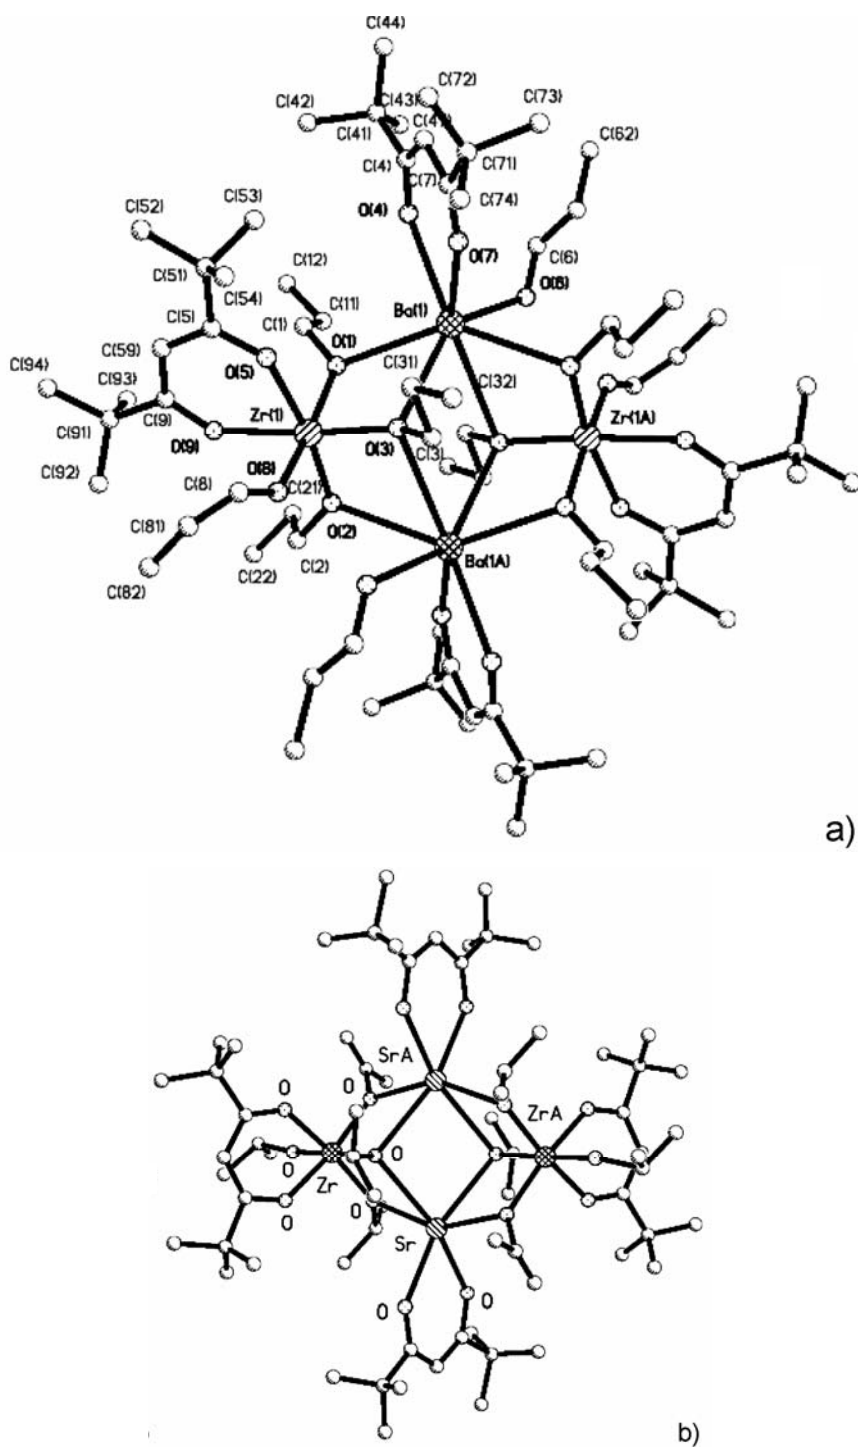 C(44)
C(72)
C(42) C(43) C(73)
C(41) C(47) C(62)
C(4) C(71)
C(7)
C(53) C(74)
C(52) O(4)
O(7) C(6)
C(12)
C(51) O(6)
C(54) C(11) Ba(1)
C(5) C(1)
C(59) O(1)
C(94) O(5) C(31)
C(93) C(32)
Zr(1) Zr(1A)
C(9)
C(91) O(9) O(3) C(3)
C(92) O(8)
C(8) C(21)
C(81) O(2)
Ba(1A)
C(82) C(22) C(2)
a)
SrA
O O ZrA
O O
Zr
O O
Sr
O O
b)